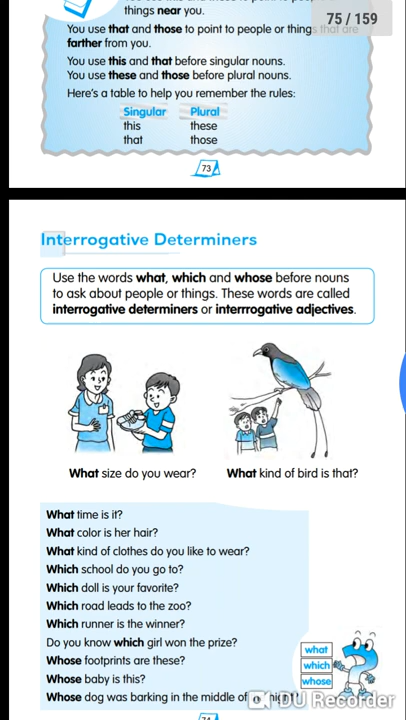 things near you.
75 / 159
You use that and those to point to people or things that are
farther from you.
You use this and that before singular nouns.
You use these and those before plural nouns.
Here's a table to help you remember the rules:
Singular Plural
this these
that those
73
Interrogative Determiners
Use the words what, which and whose before nouns
to ask about people or things. These words are called
interrogative determiners or interrrogative adjectives.
What size do you wear?
What kind of bird is that?
What time is it?
What color is her hair?
What kind of clothes do you like to wear?
Which school do you go to?
Which doll is your favorite?
Which road leads to the zoo?
Which runner is the winner?
Do you know which girl won the prize?
Whose footprints are these?
Whose baby is this?
Whose dog was barking in the middle of
what
which
whose
DU Recorder
74